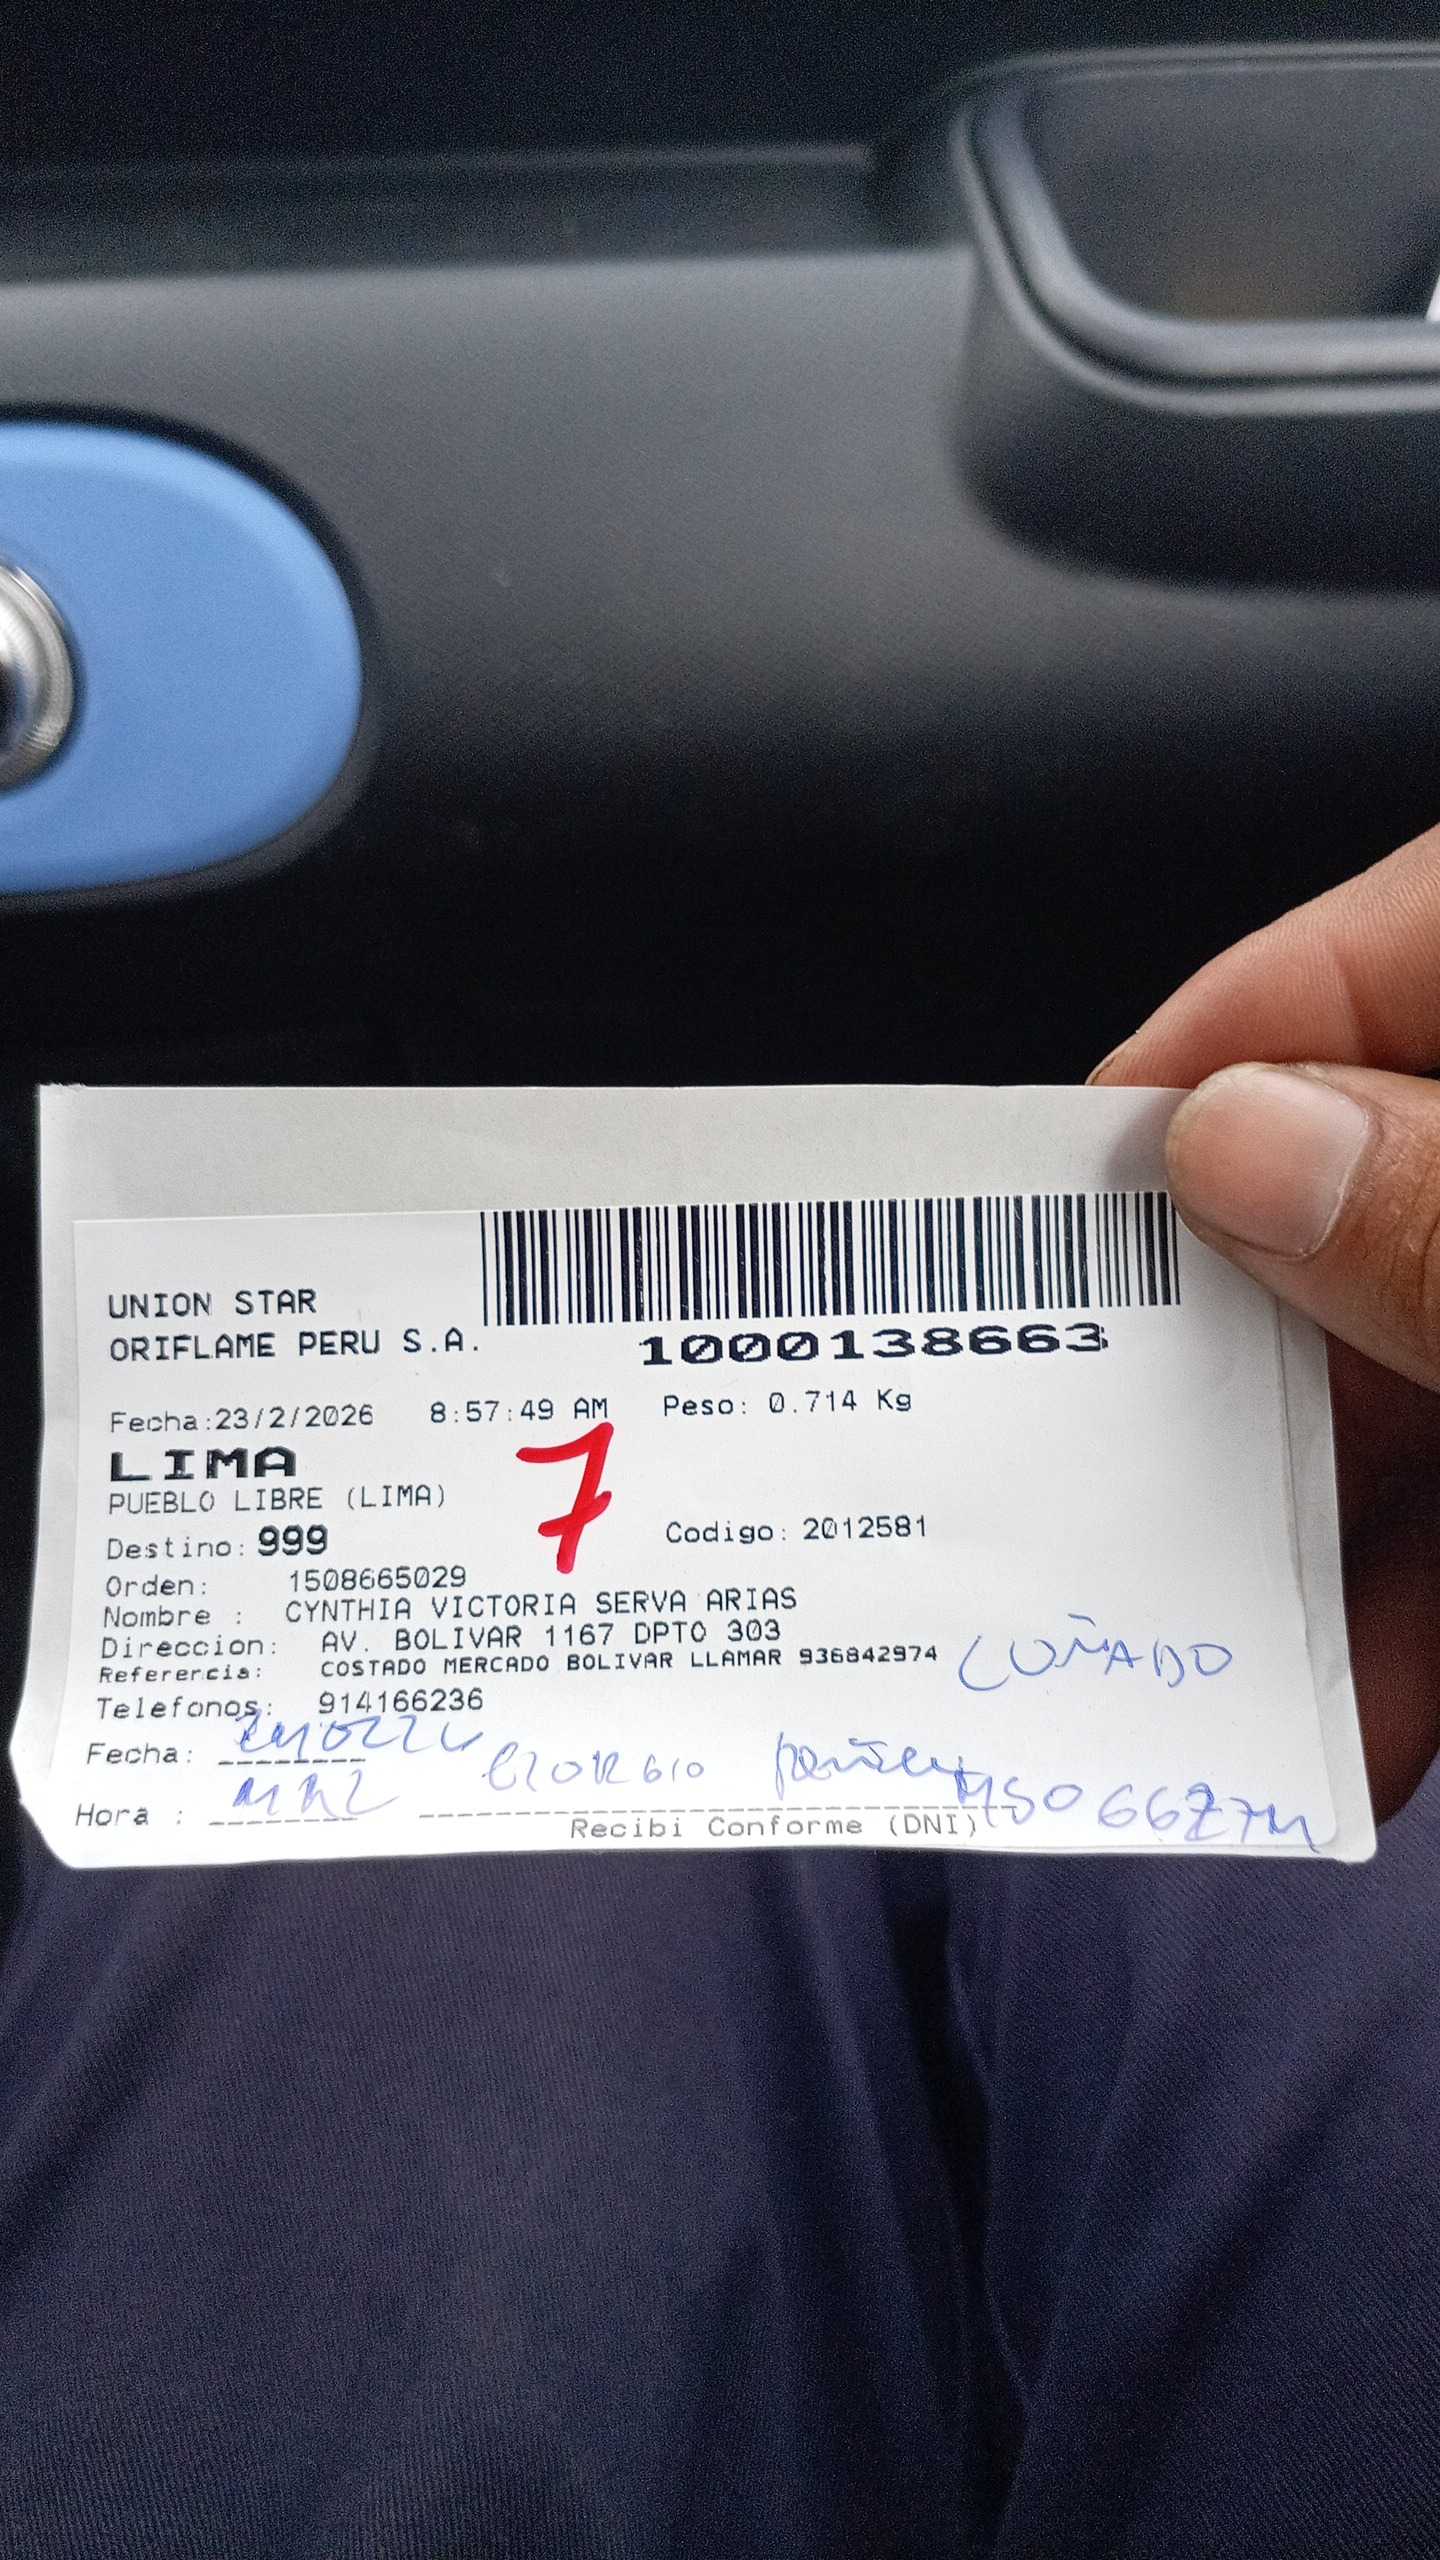 UNION STAR
ORIFLAME PERU S.A.
1000138663
Fecha:23/2/2026 8:57:49 AM Peso: 0.714 Kg
LIMA
7
PUEBLO LIBRE (LIMA)
Destino: 999 Codigo: 2012581
Orden: 1508665029
Nombre : CYNTHIA VICTORIA SERVA ARIAS
Direccion: AV. BOLIVAR 1167 DPTO 303
Referercia: COSTADO MERCADO BOLIVAR LLAMAR 936842974 CUÑADO
Telefonos: 914166236
Fecha:
Hora :
Recibi Conforme (DNI)